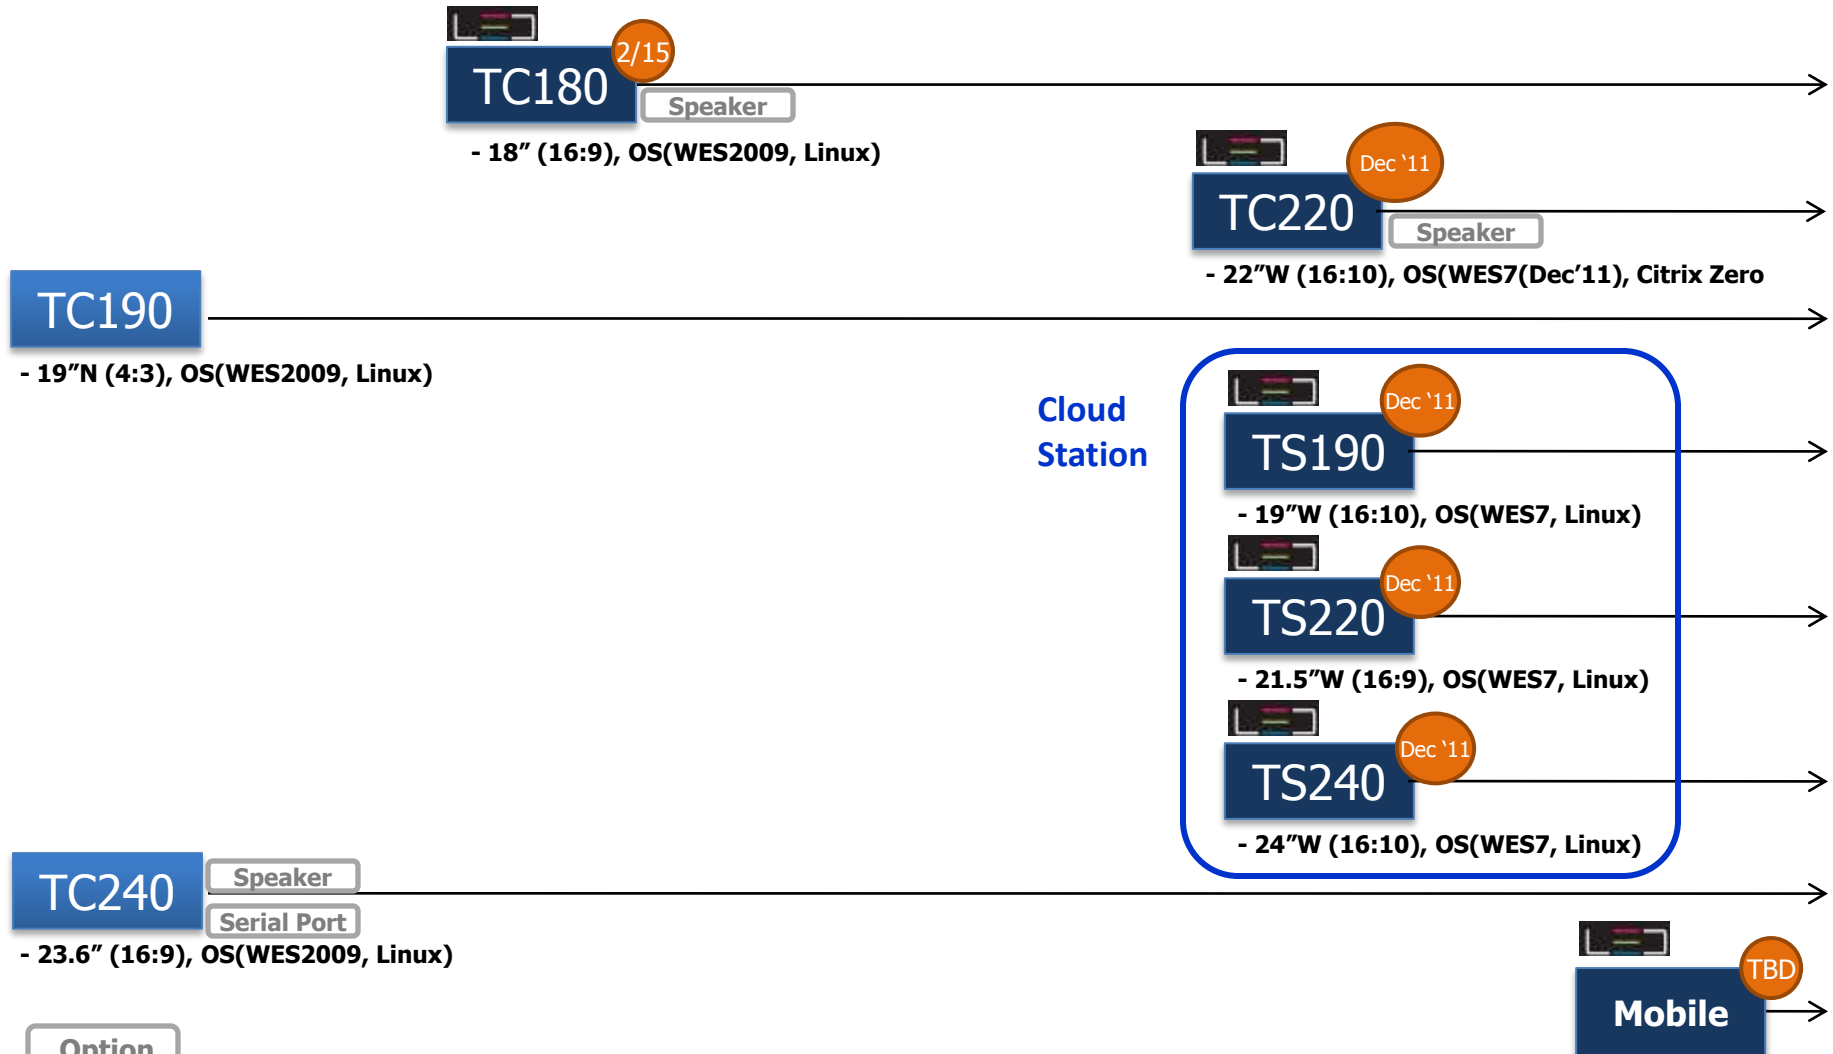 2/15
TC180
Speaker
- 18″ (16:9), OS(WES2009, Linux)
Dec ‘11
TC220
Speaker
- 22″W (16:10), OS(WES7(Dec’11), Citrix Zero
TC190
- 19″N (4:3), OS(WES2009, Linux)
Cloud
Station
Dec ‘11
TS190
- 19″W (16:10), OS(WES7, Linux)
Dec ‘11
TS220
- 21.5″W (16:9), OS(WES7, Linux)
Dec ‘11
TS240
- 24″W (16:10), OS(WES7, Linux)
TC240
Speaker
Serial Port
- 23.6″ (16:9), OS(WES2009, Linux)
TBD
Mobile
Option